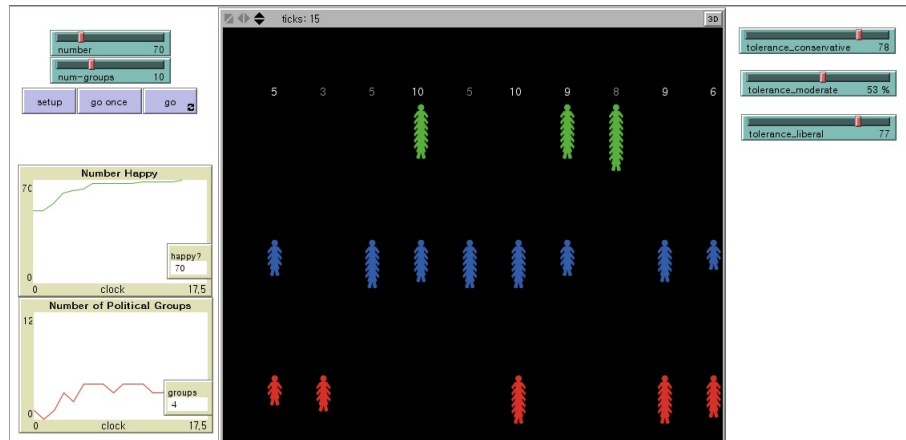 ticks: 15
3D
number 70
num-groups 10
setup go once go
5 3 5 10 5 10 9 8 9 6
tolerance_conservative 78
tolerance_moderate 53 %
tolerance_liberal 77
Number Happy
70
0
clock
17,5
happy?
70
Number of Political Groups
12
0
clock
17,5
groups
4